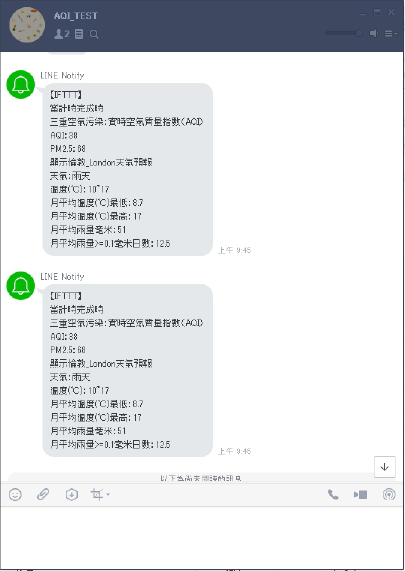 AQI_TEST
2
LINE Notify
【IFTTT】
當計時完成時
三重空氣污染:實時空氣質量指數(AQI)
AQI:38
PM2.5:68
顯示倫敦_London天氣預報
天氣:雨天
溫度(℃):10~17
月平均溫度(℃)最低:8.7
月平均溫度(℃)最高:17
月平均雨量毫米:51
月平均雨量>=0.1毫米日數:12.5
上午 9:45
LINE Notify
【IFTTT】
當計時完成時
三重空氣污染:實時空氣質量指數(AQI)
AQI:38
PM2.5:68
顯示倫敦_London天氣預報
天氣:雨天
溫度(℃):10~17
月平均溫度(℃)最低:8.7
月平均溫度(℃)最高:17
月平均雨量毫米:51
月平均雨量>=0.1毫米日數:12.5
上午 9:45
以下為尚未閱讀的訊息